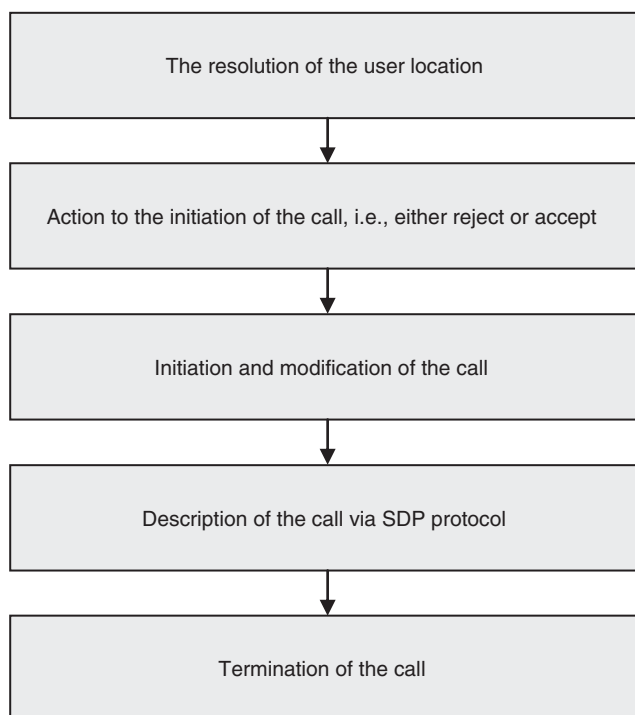 The resolution of the user location
Action to the initiation of the call, i.e., either reject or accept
Initiation and modification of the call
Description of the call via SDP protocol
Termination of the call